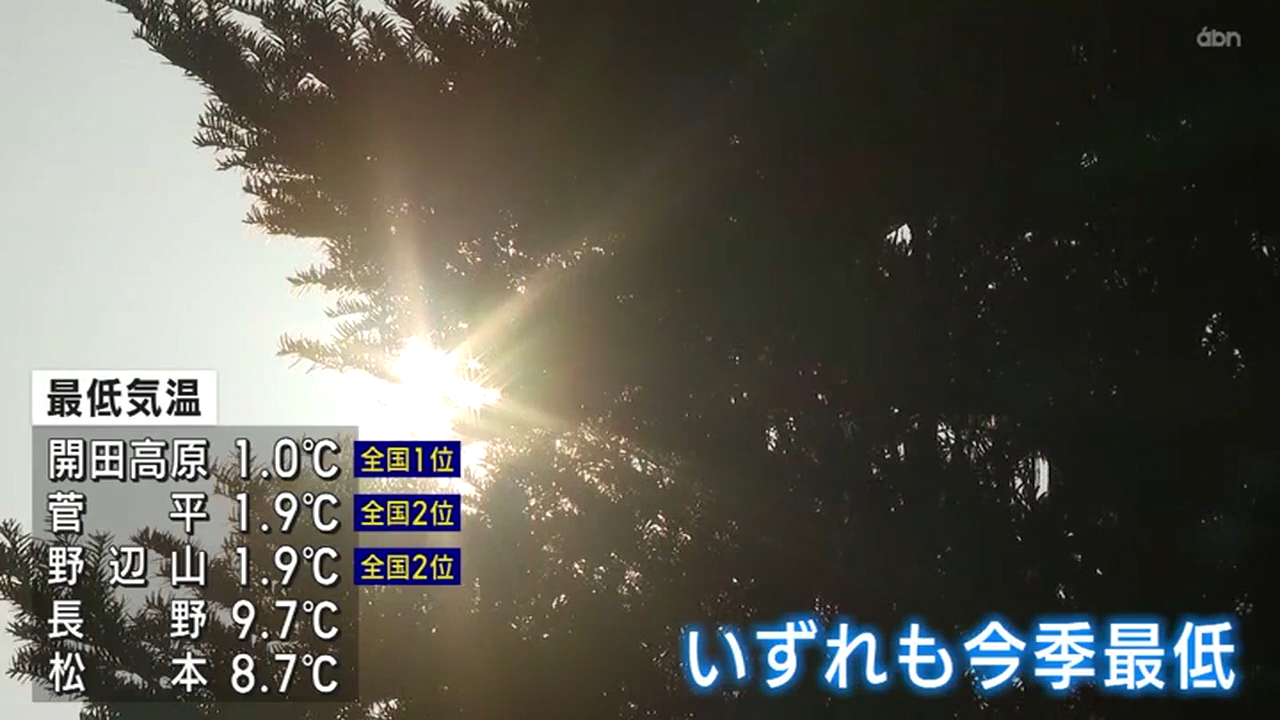 abn
最低気温
開田高原 1.0℃ 全国1位
菅平 1.9℃ 全国2位
野辺山 1.9℃ 全国2位
長野 9.7℃
松本 8.7℃
いずれも今季最低